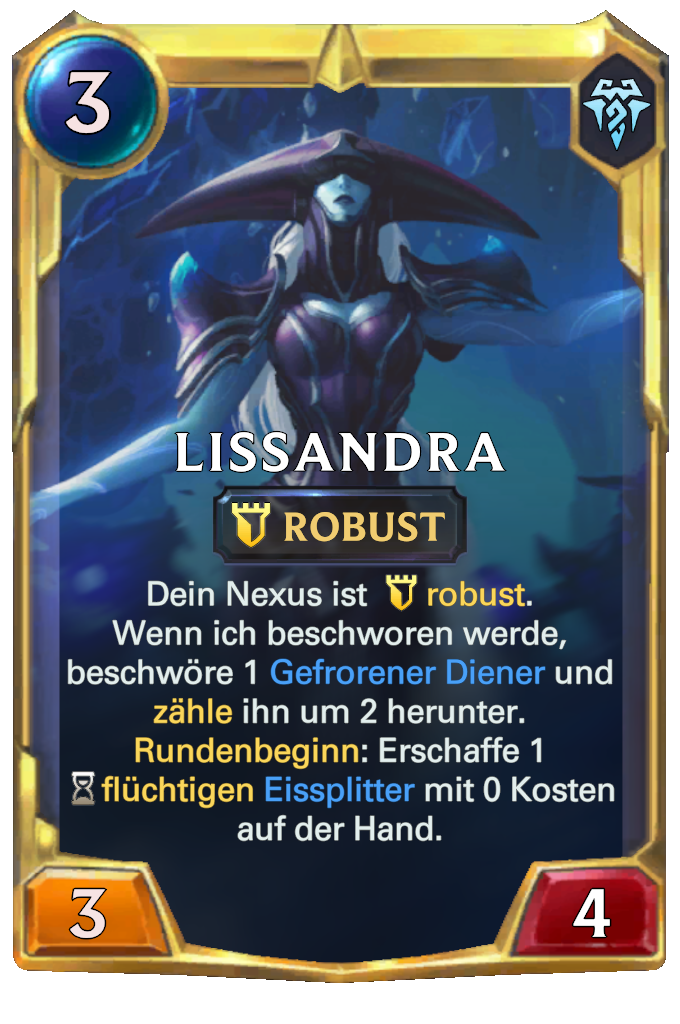 3
LISSANDRA
ROBUST
Dein Nexus ist robust.
Wenn ich beschworen werde,
beschwöre 1 Gefrorener Diener und
zähle ihn um 2 herunter.
Rundenbeginn: Erschaffe 1
flüchtigen Eissplitter mit 0 Kosten
auf der Hand.
3
4